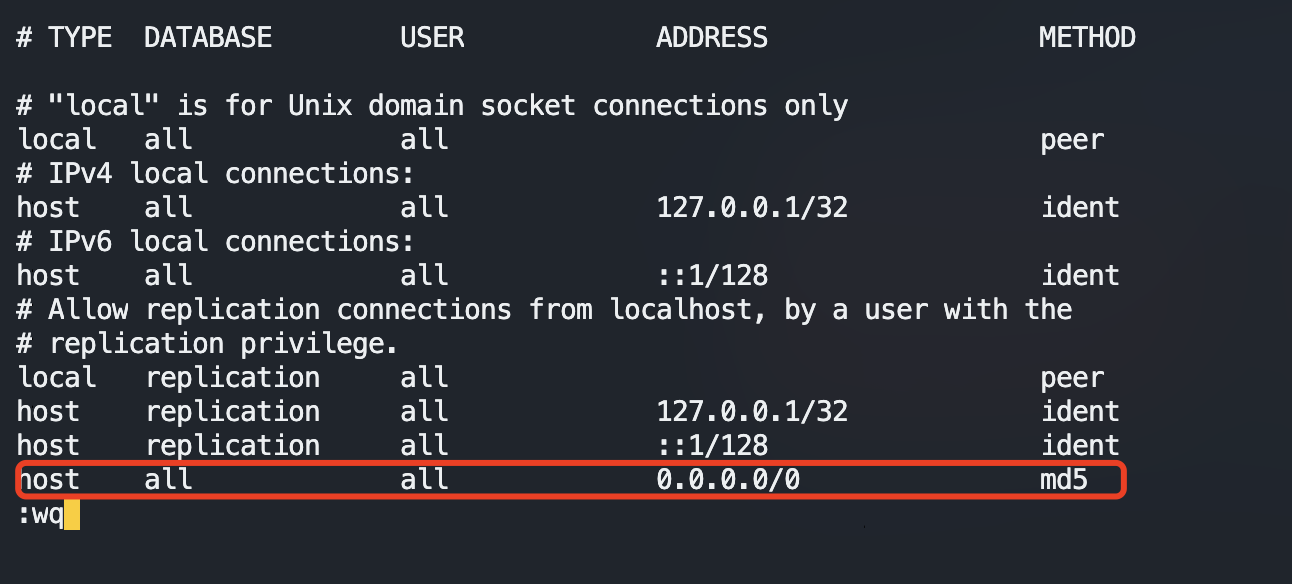 # TYPE  DATABASE        USER            ADDRESS                 METHOD
# "local" is for Unix domain socket connections only
local   all             all                                     peer
# IPv4 local connections:
host    all             all             127.0.0.1/32            ident
# IPv6 local connections:
host    all             all             ::1/128                 ident
# Allow replication connections from localhost, by a user with the
# replication privilege.
local   replication     all                                     peer
host    replication     all             127.0.0.1/32            ident
host    replication     all             ::1/128                 ident
host    all             all             0.0.0.0/0               md5
:wq